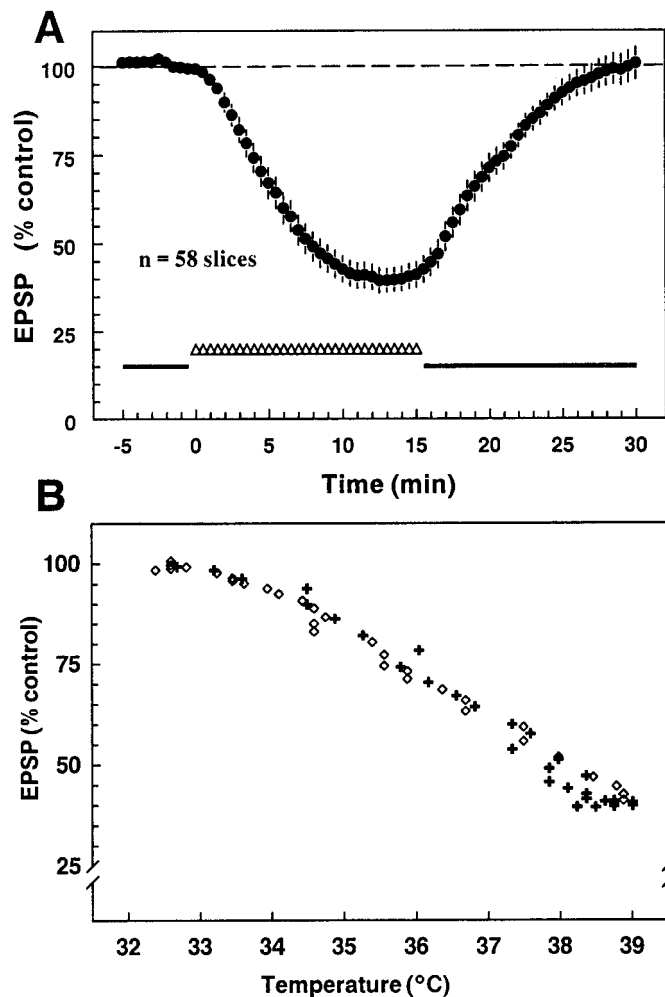 A
EPSP (% control)
100
75
50
25
0
n = 58 slices
-5 0 5 10 15 20 25 30
Time (min)
B
EPSP (% control)
100
75
50
25
32 33 34 35 36 37 38 39
Temperature (°C)